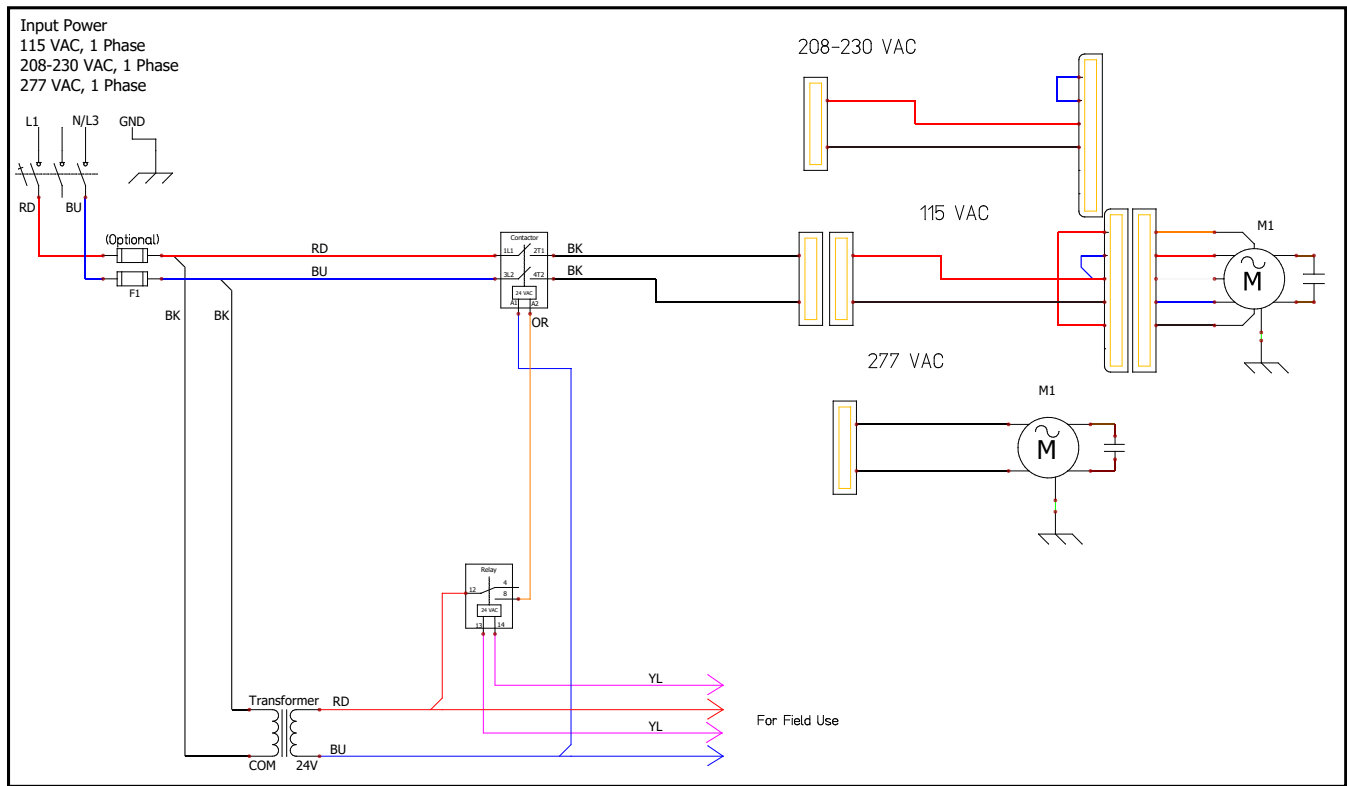 Input Power
115 VAC, 1 Phase
208-230 VAC, 1 Phase
277 VAC, 1 Phase
208-230 VAC
L1
N/L3
GND
RD
BU
115 VAC
M1
(Optional)
RD
Contactor
BK
1L1
2T1
BU
3L2
4T2
BK
M
F1
24 VAC
A1
A2
BK
BK
OR
277 VAC
M1
M
Relay
12
4
8
24 VAC
13
14
YL
Transformer
RD
For Field Use
YL
BU
COM
24V